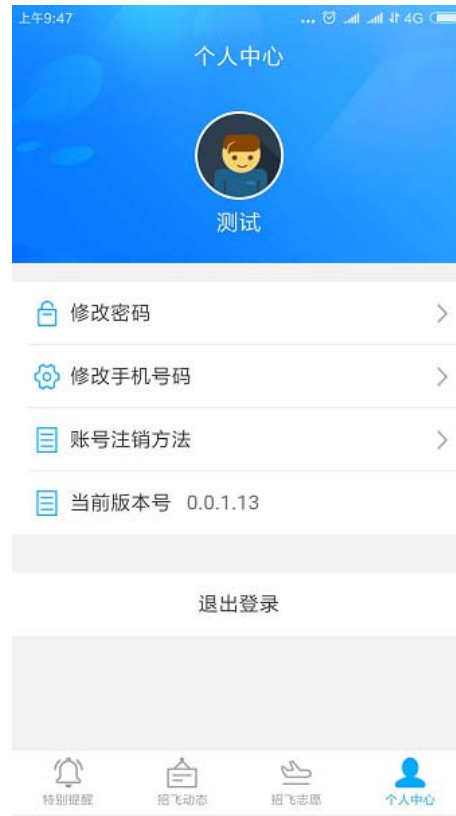 上午9:47 ... 4G
个人中心
测试
修改密码
修改手机号码
账号注销方法
当前版本号 0.0.1.13
退出登录
特别提醒 招飞动态 招飞志愿 个人中心